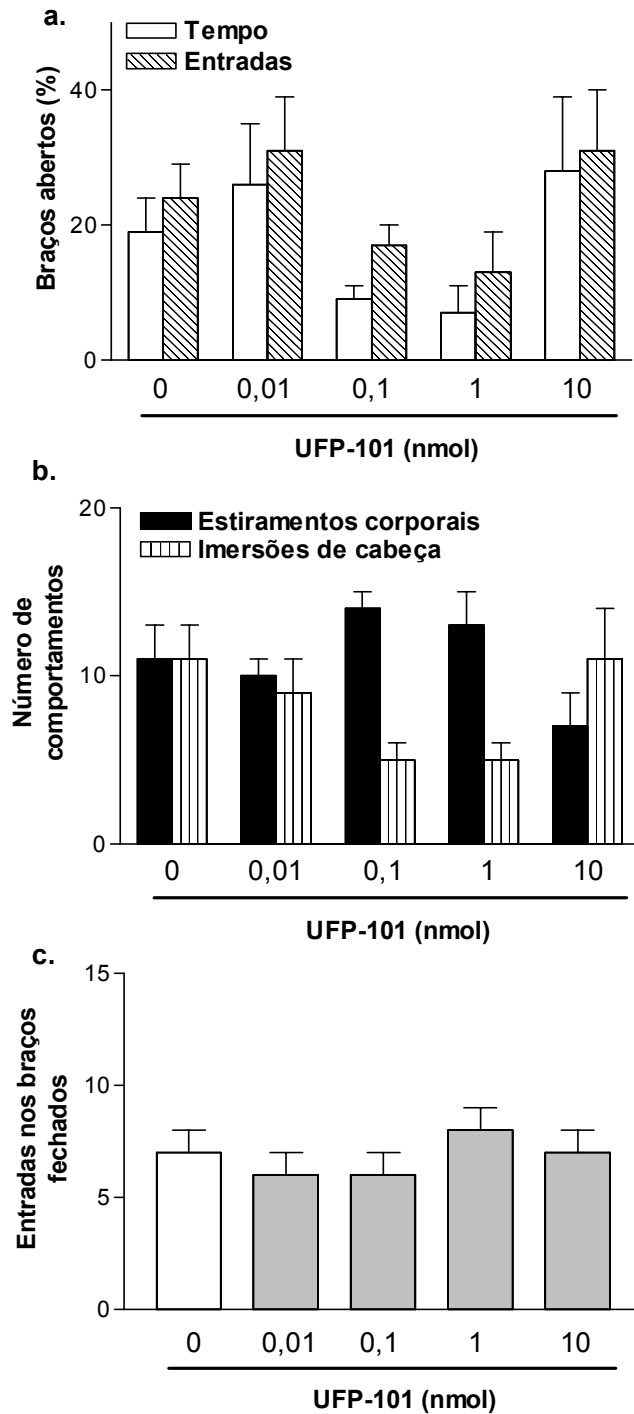 a.
Tempo
Entradas
Braços abertos (%)
40
20
0
0 0,01 0,1 1 10
UFP-101 (nmol)
b.
Estiramentos corporais
Imersões de cabeça
Número de
comportamentos
20
10
0
0 0,01 0,1 1 10
UFP-101 (nmol)
c.
Entradas nos braços
fechados
15
10
5
0
0 0,01 0,1 1 10
UFP-101 (nmol)